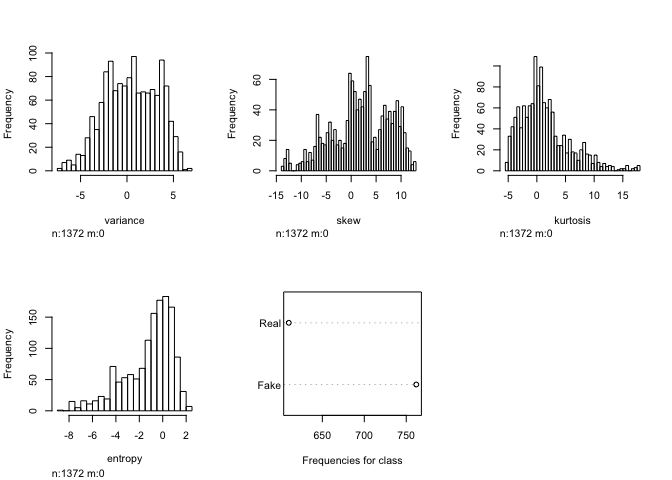 Frequency
0 20 40 60 80 100
-5 0 5
variance
n:1372 m:0
Frequency
0 20 40 60
-15 -10 -5 0 5 10
skew
n:1372 m:0
Frequency
0 20 40 60 80
-5 0 5 10 15
kurtosis
n:1372 m:0
Frequency
0 50 100 150
-8 -6 -4 -2 0 2
entropy
n:1372 m:0
Real
Fake
650 700 750
Frequencies for class